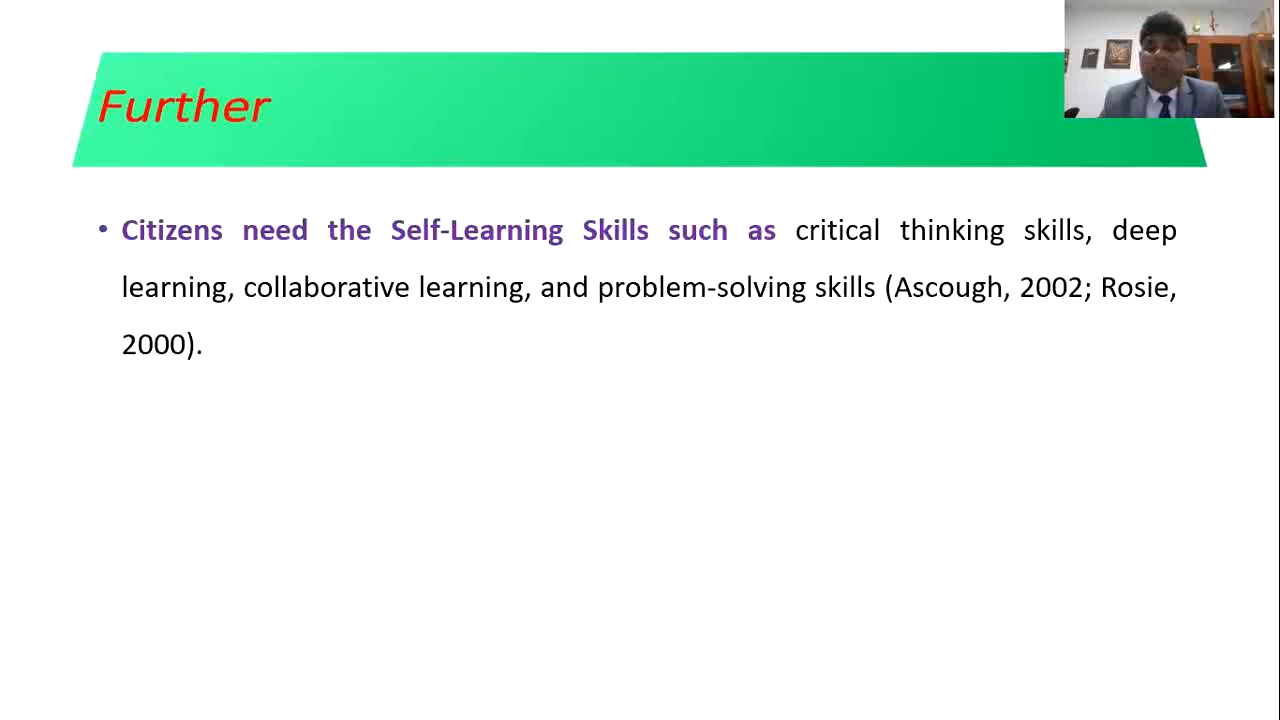 Further
• Citizens need the Self-Learning Skills such as critical thinking skills, deep
learning, collaborative learning, and problem-solving skills (Ascough, 2002; Rosie,
2000).